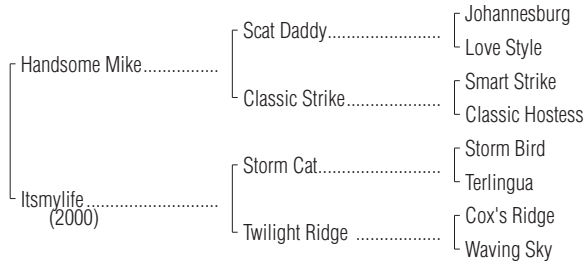 Johannesburg
Scat Daddy..........................
Love Style
Handsome Mike...............
Smart Strike
Classic Strike......................
Classic Hostess
Storm Bird
Storm Cat............................
Terlingua
Itsmylife..........................
(2000)
Cox's Ridge
Twilight Ridge ..................
Waving Sky